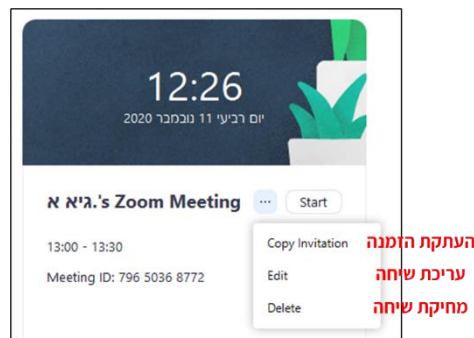 12:26
יום רביעי 11 נובמבר 2020
גיא א.'s Zoom Meeting ... Start
13:00 - 13:30
Meeting ID: 796 5036 8772
Copy Invitation העתקת הזמנה
Edit עריכת שיחה
Delete מחיקת שיחה